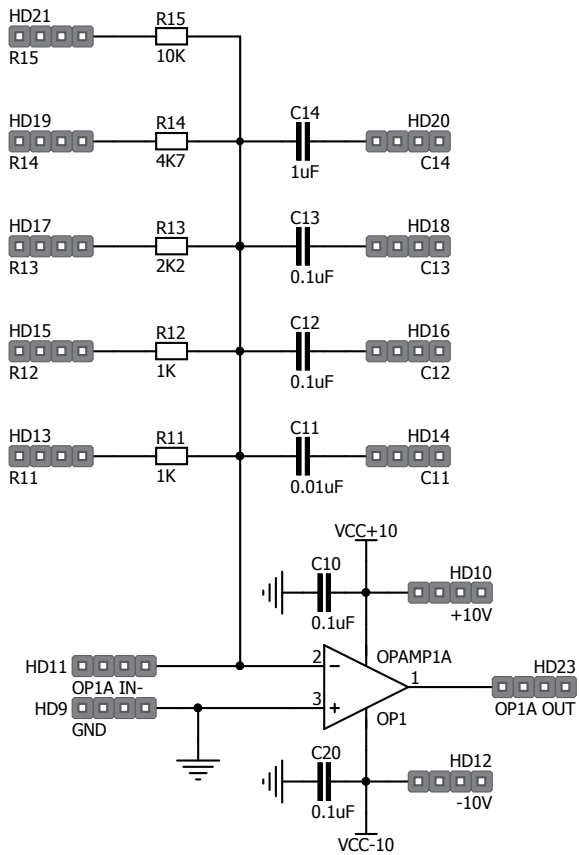 HD21
R15
R15
10K
HD19
R14
R14
4K7
C14
1uF
HD20
C14
HD17
R13
R13
2K2
C13
0.1uF
HD18
C13
HD15
R12
R12
1K
C12
0.1uF
HD16
C12
HD13
R11
R11
1K
C11
0.01uF
HD14
C11
VCC+10
C10
0.1uF
HD10
+10V
HD11
OP1A IN-
2
−
OPAMP1A
1
HD23
OP1A OUT
HD9
GND
3
+
OP1
C20
0.1uF
HD12
-10V
VCC-10